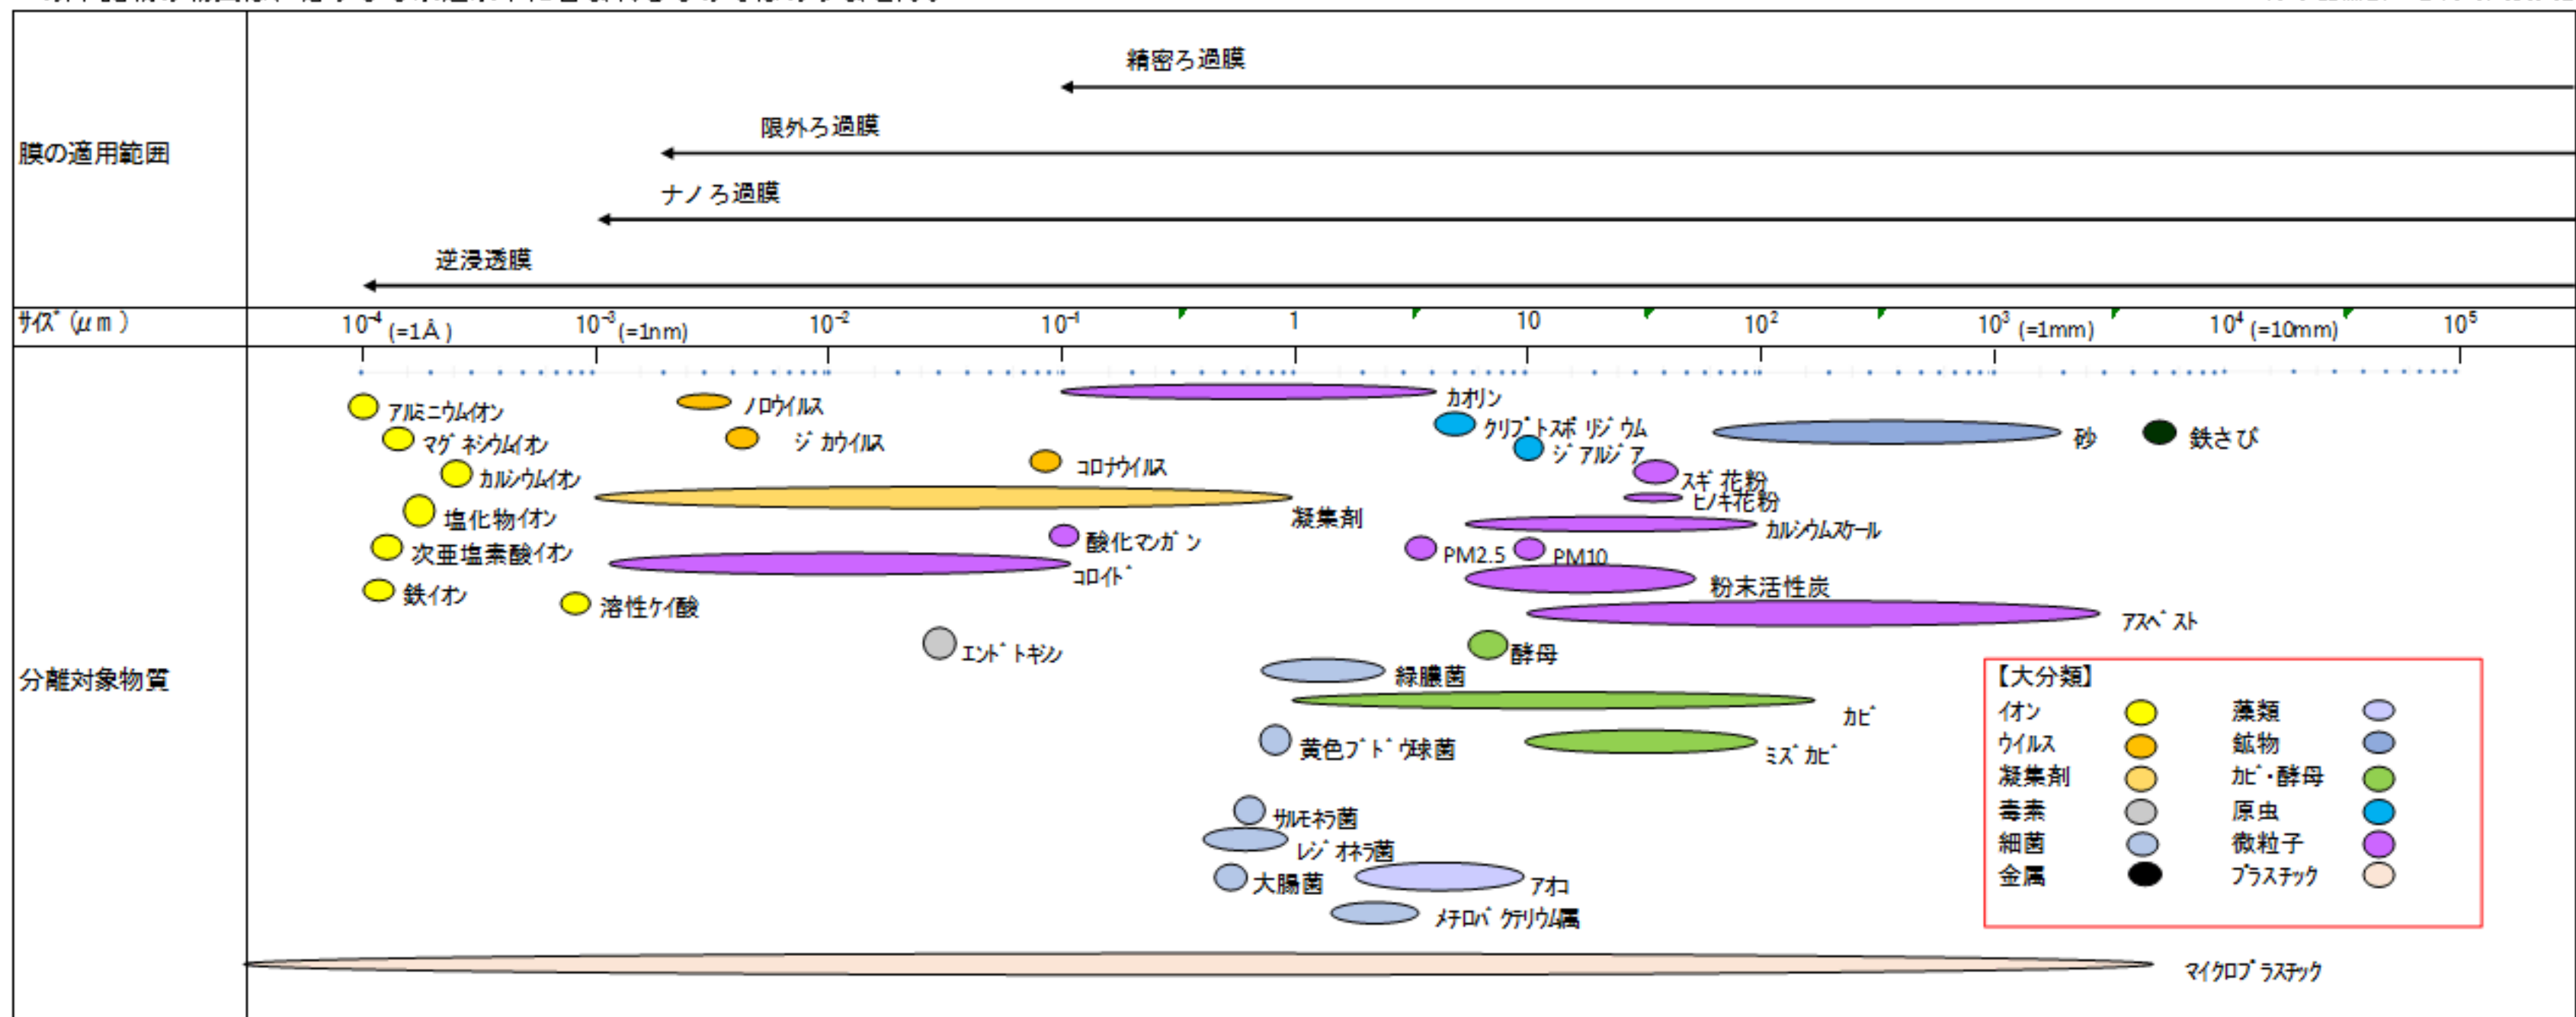 精密ろ過膜
限外ろ過膜
膜の適用範囲
ナノろ過膜
逆浸透膜
ｻｲｽﾞ(μm)
10⁻⁴ (=1Å)
10⁻³ (=1nm)
10⁻²
10⁻¹
1
10
10²
10³ (=1mm)
10⁴ (=10mm)
10⁵
分離対象物質
ｱﾙﾐﾆｳﾑｲｵﾝ
ﾉﾛｳｲﾙｽ
ｶｵﾘﾝ
ﾏｸﾞﾈｼｳﾑｲｵﾝ
ｼﾞｶｳｲﾙｽ
ｸﾘﾌﾟﾄｽﾎﾟﾘｼﾞｳﾑ
砂
鉄さび
ｼﾞｱﾙｼﾞｱ
ｶﾙｼｳﾑｲｵﾝ
ｺﾛﾅｳｲﾙｽ
ｽｷﾞ花粉
ﾋﾉｷ花粉
塩化物ｲｵﾝ
凝集剤
ｶﾙｼｳﾑｽｹｰﾙ
次亜塩素酸ｲｵﾝ
酸化ﾏﾝｶﾞﾝ
PM2.5
PM10
ｺﾛｲﾄﾞ
粉末活性炭
鉄ｲｵﾝ
溶性ｹｲ酸
ｱｽﾍﾞｽﾄ
ｴﾝﾄﾞﾄｷｼﾝ
酵母
緑膿菌
ｶﾋﾞ
黄色ﾌﾞﾄﾞｳ球菌
ﾐｽﾞｶﾋﾞ
ｻﾙﾓﾈﾗ菌
ﾚｼﾞｵﾈﾗ菌
大腸菌
ｱｵｺ
ﾒﾁﾛﾊﾞｸﾃﾘｳﾑ属
ﾏｲｸﾛﾌﾟﾗｽﾁｯｸ
【大分類】
ｲｵﾝ 藻類
ｳｲﾙｽ 鉱物
凝集剤 ｶﾋﾞ・酵母
毒素 原虫
細菌 微粒子
金属 ﾌﾟﾗｽﾁｯｸ